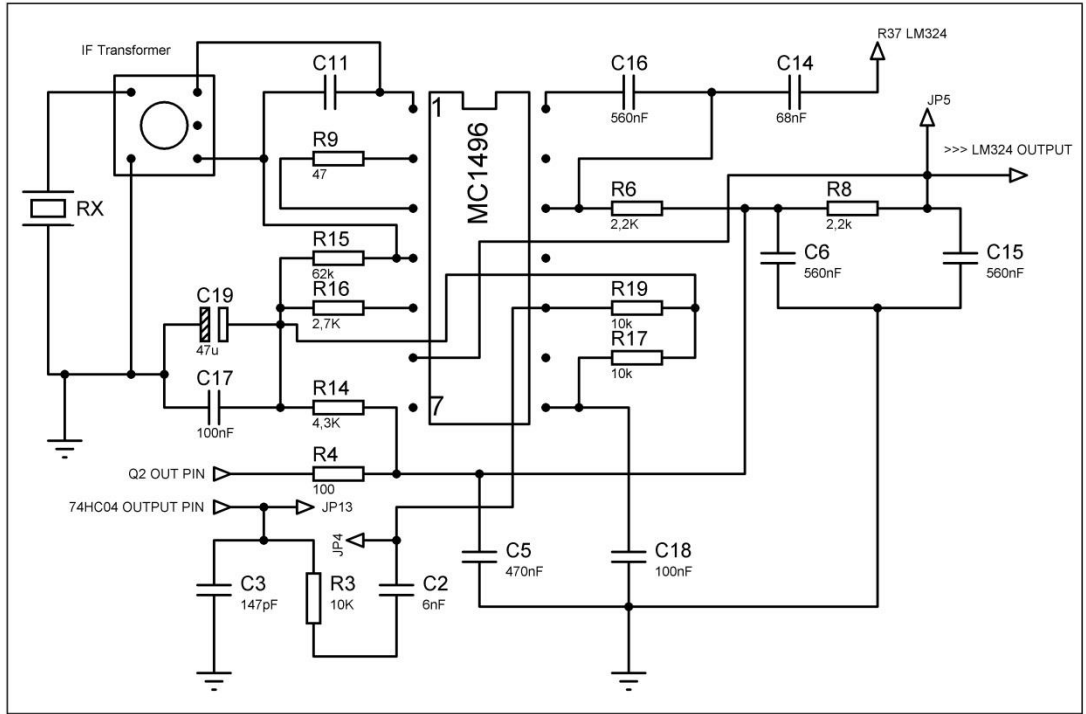 IF Transformer
C11
1
C16
560nF
C14
68nF
R37 LM324
JP5
>>> LM324 OUTPUT
R9
47
MC1496
RX
R6
2,2K
R8
2,2k
R15
62k
C6
560nF
C15
560nF
C19
47u
R16
2,7K
R19
10k
R17
10k
C17
100nF
R14
4,3K
7
Q2 OUT PIN
R4
100
74HC04 OUTPUT PIN
JP13
JP4
C3
147pF
R3
10K
C2
6nF
C5
470nF
C18
100nF